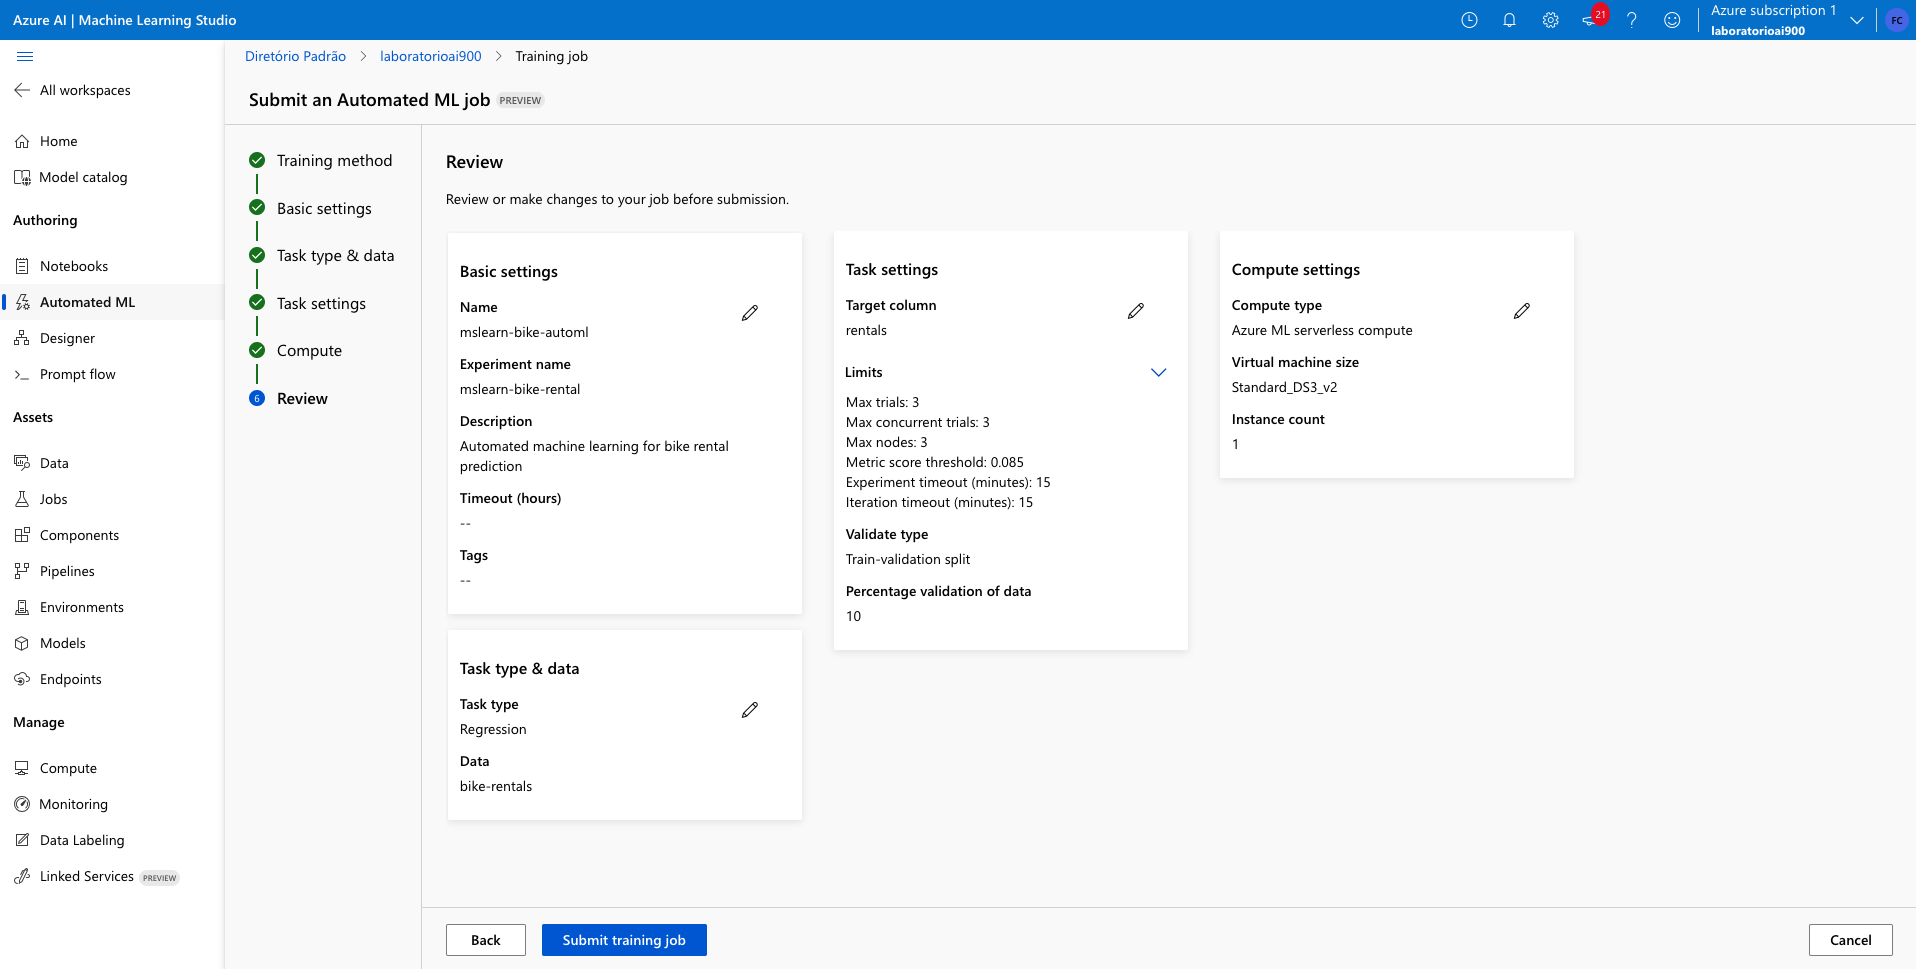 Azure AI | Machine Learning Studio
21
Azure subscription 1
laboratorioai900
FC
All workspaces
Home
Model catalog
Authoring
Notebooks
Automated ML
Designer
Prompt flow
Assets
Data
Jobs
Components
Pipelines
Environments
Models
Endpoints
Manage
Compute
Monitoring
Data Labeling
Linked Services PREVIEW
Diretório Padrão > laboratorioai900 > Training job
Submit an Automated ML job PREVIEW
Training method
Basic settings
Task type & data
Task settings
Compute
6 Review
Review
Review or make changes to your job before submission.
Basic settings
Name
mslearn-bike-automl
Experiment name
mslearn-bike-rental
Description
Automated machine learning for bike rental
prediction
Timeout (hours)
--
Tags
--
Task type & data
Task type
Regression
Data
bike-rentals
Task settings
Target column
rentals
Limits
Max trials: 3
Max concurrent trials: 3
Max nodes: 3
Metric score threshold: 0.085
Experiment timeout (minutes): 15
Iteration timeout (minutes): 15
Validate type
Train-validation split
Percentage validation of data
10
Compute settings
Compute type
Azure ML serverless compute
Virtual machine size
Standard_DS3_v2
Instance count
1
Back
Submit training job
Cancel